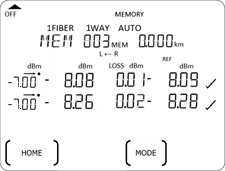 OFF MEMORY
1FIBER 1WAY AUTO
MEM 003 MEM 0.000 km
L ← R
REF
dBm dBm LOSS dBm dBm
-7.00 - 8.08 0.01 - 8.09
-7.00 - 8.26 0.02 - 8.28
HOME MODE